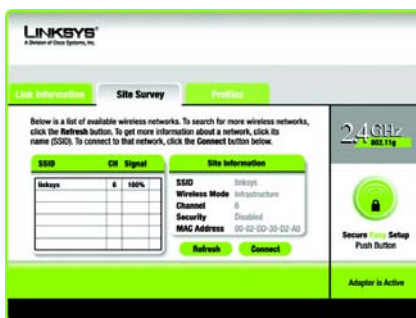 LINKSYS®
A Division of Cisco Systems, Inc.
Link Information
Site Survey
Profiles
Below is a list of available wireless networks. To search for more wireless networks,
click the Refresh button. To get more information about a network, click its
name (SSID). To connect to that network, click the Connect button below.
SSID CH Signal
linksys 6 100%
Site Information
SSID linksys
Wireless Mode Infrastructure
Channel 6
Security Disabled
MAC Address 00-02-DD-30-D2-A0
Refresh
Connect
2,4GHz
802.11g
Secure Easy Setup
Push Button
Adapter is Active